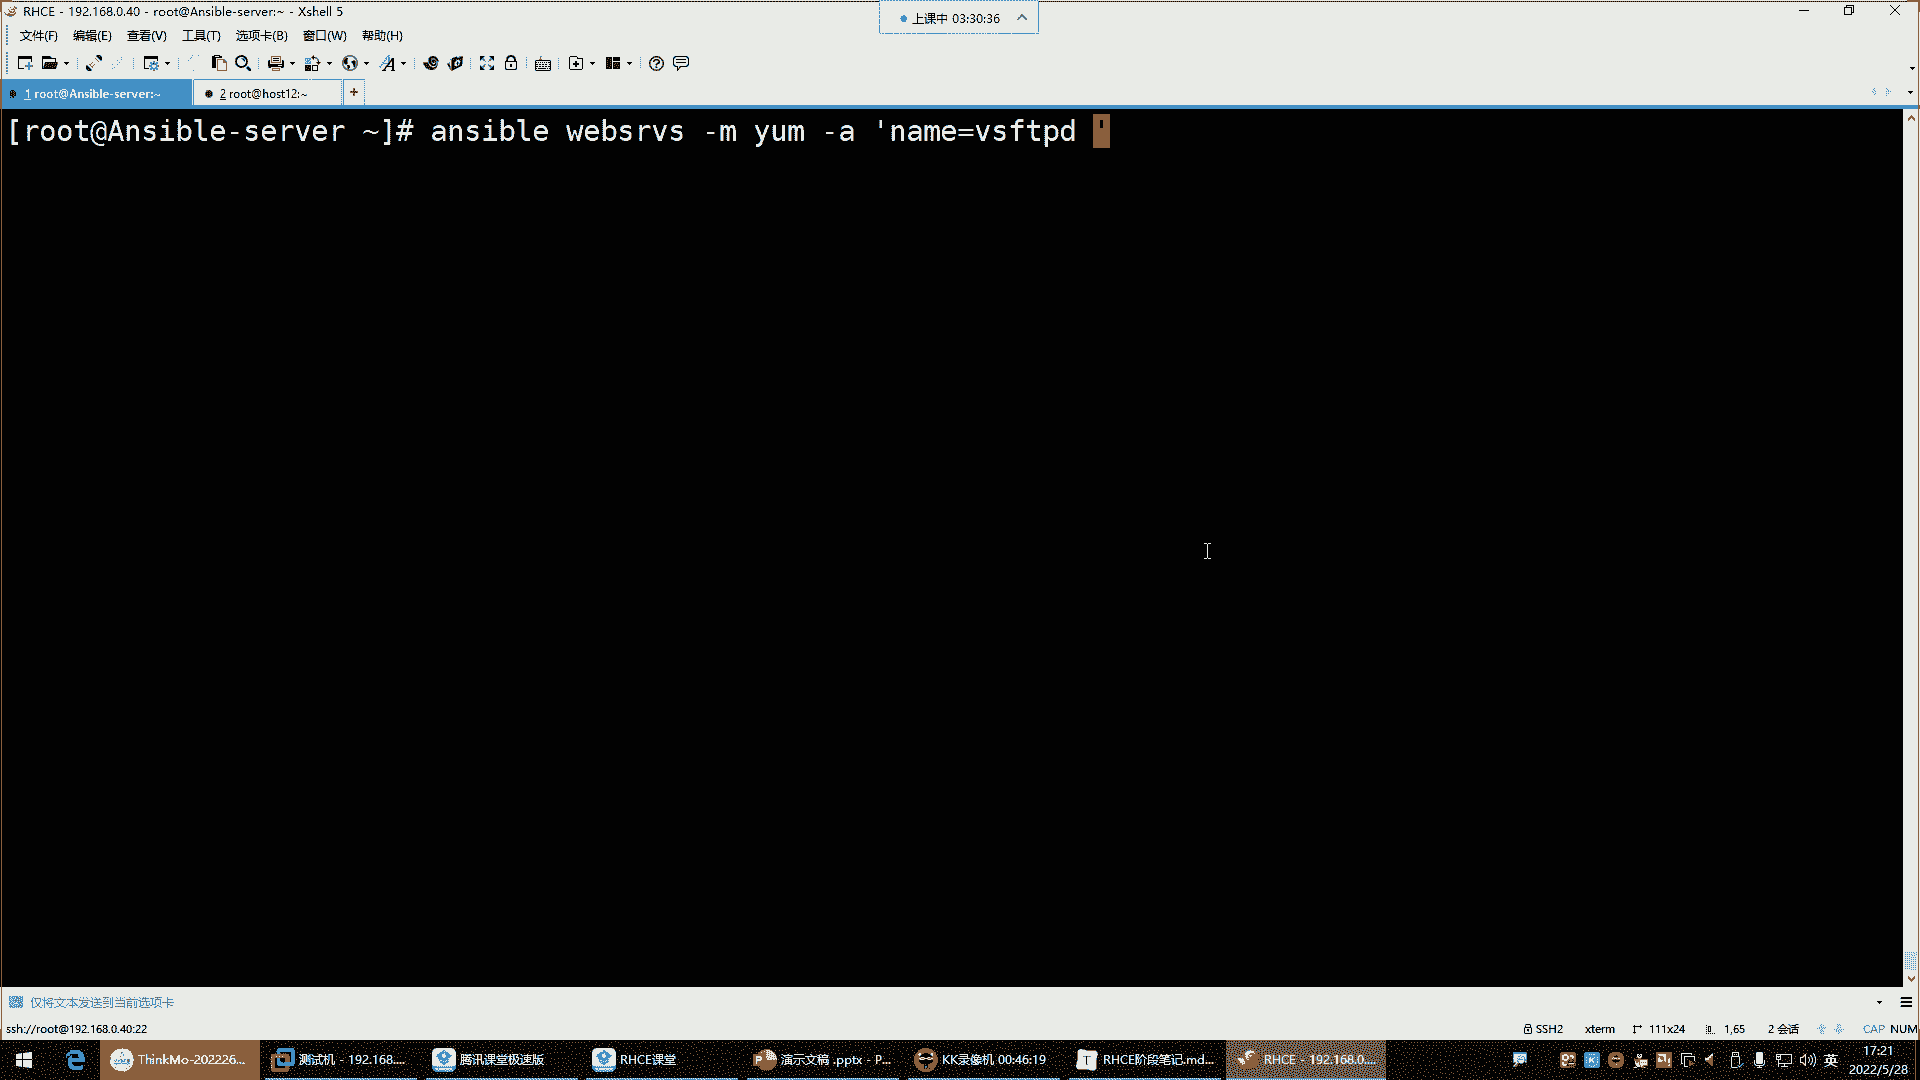 RHCE - 192.168.0.40 - root@Ansible-server:~ - Xshell 5
上课中 03:30:36
文件(F) 编辑(E) 查看(V) 工具(T) 选项卡(B) 窗口(W) 帮助(H)
1 root@Ansible-server:~ 2 root@host12:~ +
[root@Ansible-server ~]# ansible websrvs -m yum -a 'name=vsftpd '
仅将文本发送到当前选项卡
ssh://root@192.168.0.40:22 SSH2 xterm 111x24 1,65 2 会话 CAP NUM
ThinkMo-202226... 测试机 - 192.168.... 腾讯课堂极速版 RHCE课堂 演示文稿 .pptx - P... KK录像机 00:46:19 RHCE阶段笔记.md... RHCE - 192.168.0.... 英 17:21
2022/5/28